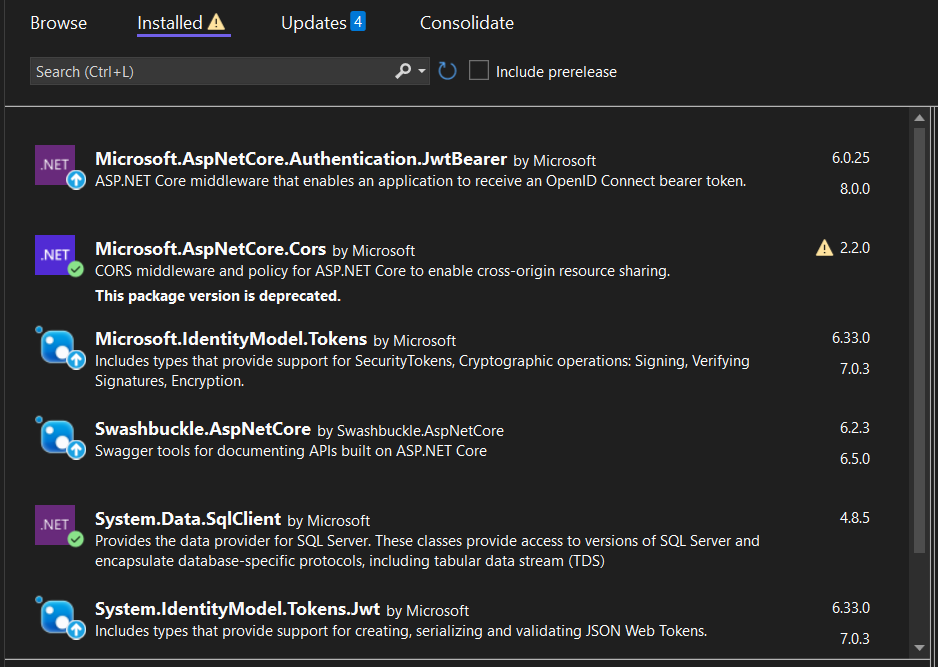 Browse Installed Updates 4 Consolidate
Search (Ctrl+L) Include prerelease
.NET Microsoft.AspNetCore.Authentication.JwtBearer by Microsoft 6.0.25
ASP.NET Core middleware that enables an application to receive an OpenID Connect bearer token. 8.0.0
.NET Microsoft.AspNetCore.Cors by Microsoft 2.2.0
CORS middleware and policy for ASP.NET Core to enable cross-origin resource sharing.
This package version is deprecated.
Microsoft.IdentityModel.Tokens by Microsoft 6.33.0
Includes types that provide support for SecurityTokens, Cryptographic operations: Signing, Verifying 7.0.3
Signatures, Encryption.
Swashbuckle.AspNetCore by Swashbuckle.AspNetCore 6.2.3
Swagger tools for documenting APIs built on ASP.NET Core 6.5.0
.NET System.Data.SqlClient by Microsoft 4.8.5
Provides the data provider for SQL Server. These classes provide access to versions of SQL Server and
encapsulate database-specific protocols, including tabular data stream (TDS)
System.IdentityModel.Tokens.Jwt by Microsoft 6.33.0
Includes types that provide support for creating, serializing and validating JSON Web Tokens. 7.0.3